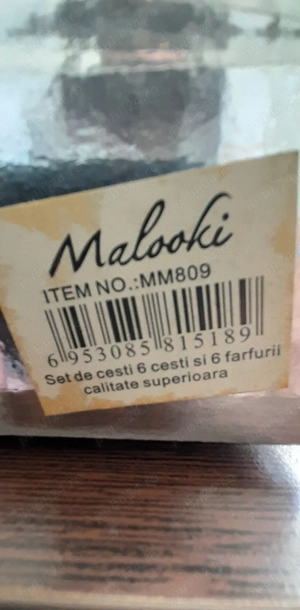 Malooki
ITEM NO.:MM809
6 953085 815189
Set de cesti 6 cesti si 6 farfurii
calitate superioara